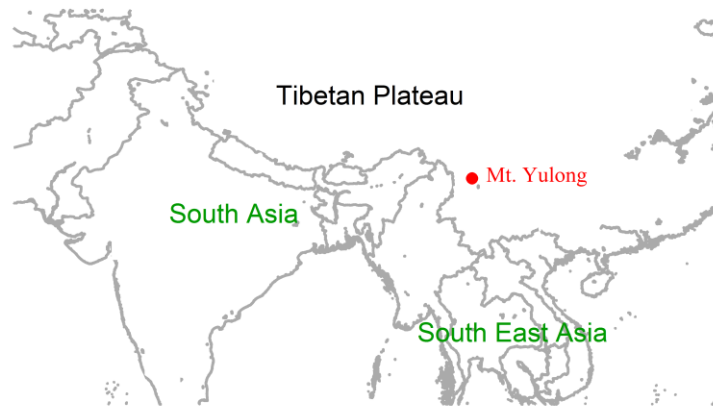 Tibetan Plateau
Mt. Yulong
South Asia
South East Asia